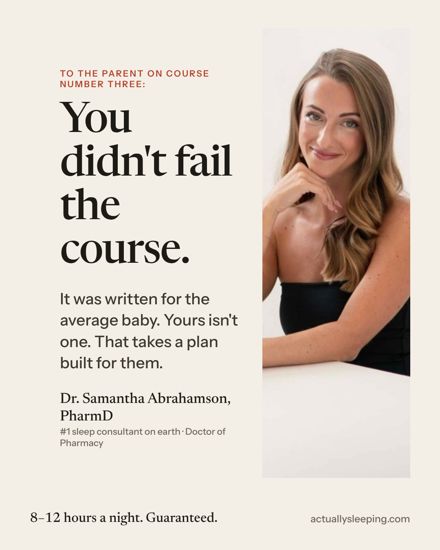 TO THE PARENT ON COURSE
NUMBER THREE:
You
didn't fail
the
course.
It was written for the
average baby. Yours isn't
one. That takes a plan
built for them.
Dr. Samantha Abrahamson,
PharmD
#1 sleep consultant on earth · Doctor of
Pharmacy
8–12 hours a night. Guaranteed.
actuallysleeping.com